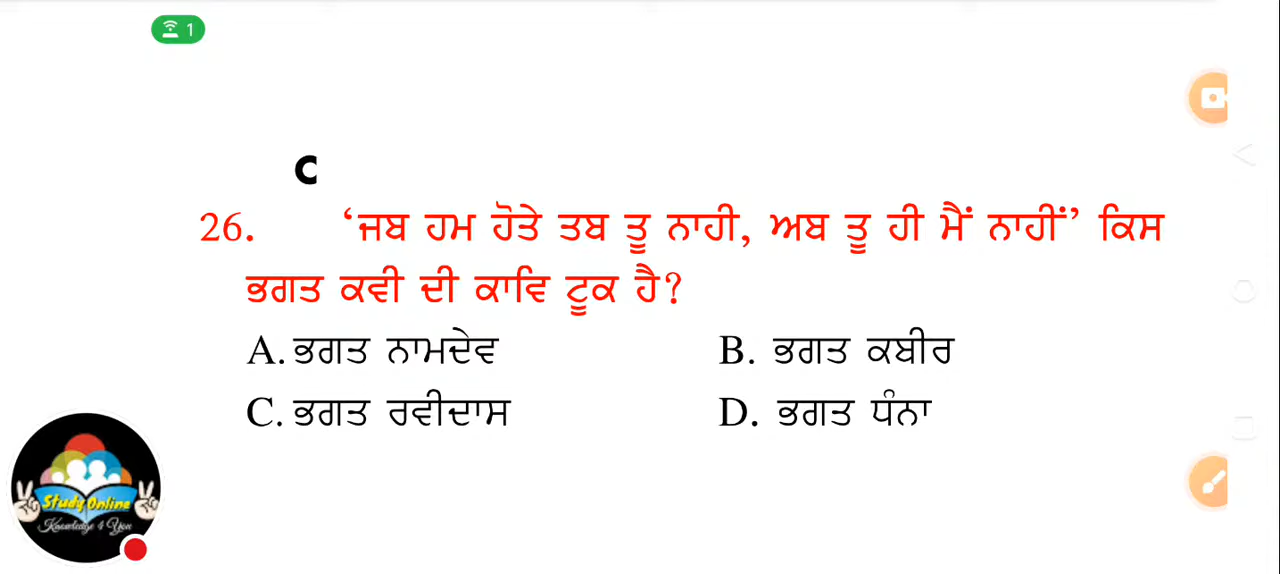 1
C
26. ‘ਜਬ ਹਮ ਹੋਤੇ ਤਬ ਤੂ ਨਾਹੀ, ਅਬ ਤੂ ਹੀ ਮੈਂ ਨਾਹੀਂ’ ਕਿਸ
ਭਗਤ ਕਵੀ ਦੀ ਕਾਵਿ ਟੂਕ ਹੈ?
A. ਭਗਤ ਨਾਮਦੇਵ B. ਭਗਤ ਕਬੀਰ
C. ਭਗਤ ਰਵੀਦਾਸ D. ਭਗਤ ਧੰਨਾ
Study Online
Knowledge 4 You